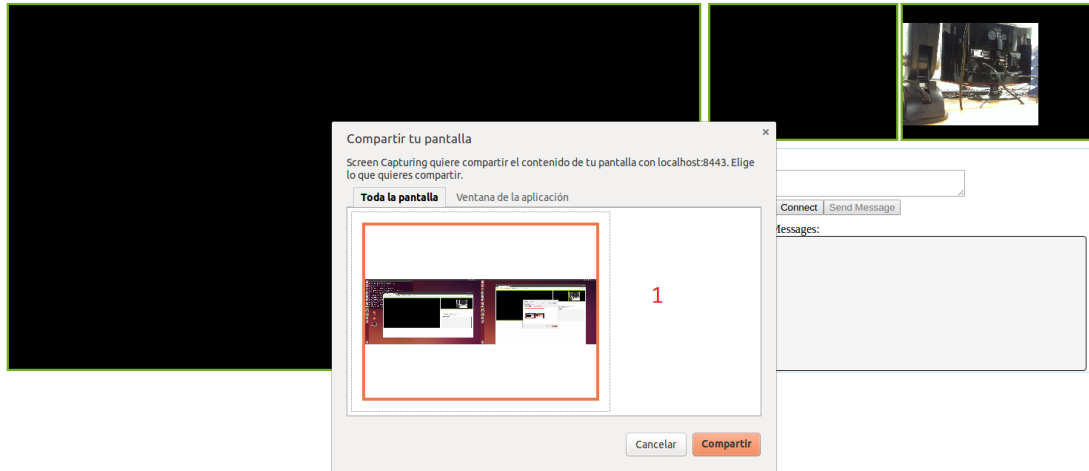 Compartir tu pantalla
×
Screen Capturing quiere compartir el contenido de tu pantalla con localhost:8443. Elige
lo que quieres compartir.
Toda la pantalla Ventana de la aplicación
1
Cancelar Compartir
Connect Send Message
Messages: